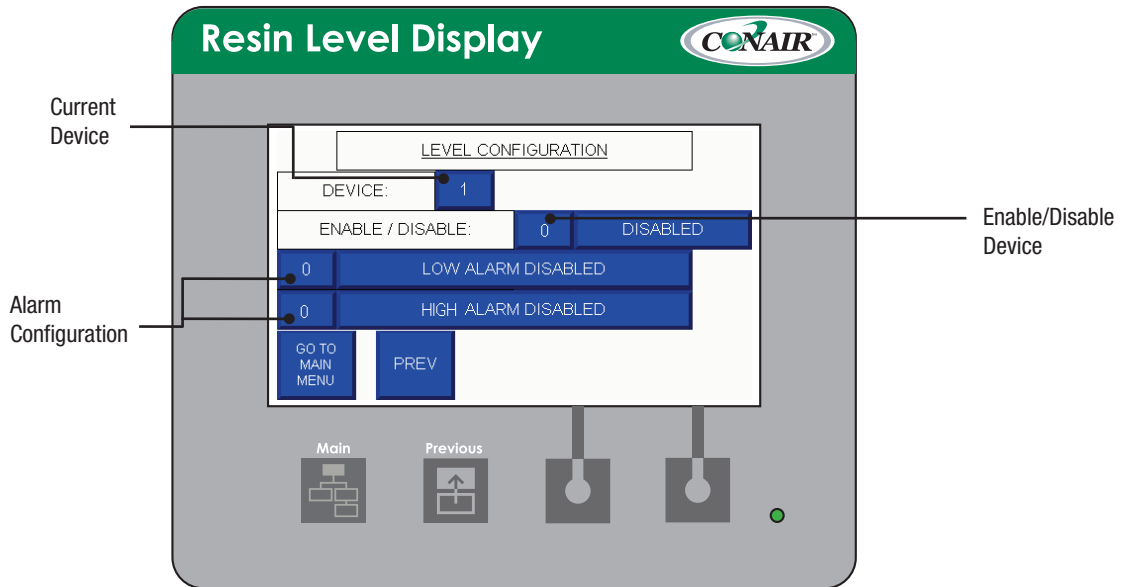 Resin Level Display
CONAIR
Current
Device
LEVEL CONFIGURATION
DEVICE:
1
ENABLE / DISABLE:
0
DISABLED
Enable/Disable
Device
0
LOW ALARM DISABLED
Alarm
Configuration
0
HIGH ALARM DISABLED
GO TO
MAIN
MENU
PREV
Main
Previous